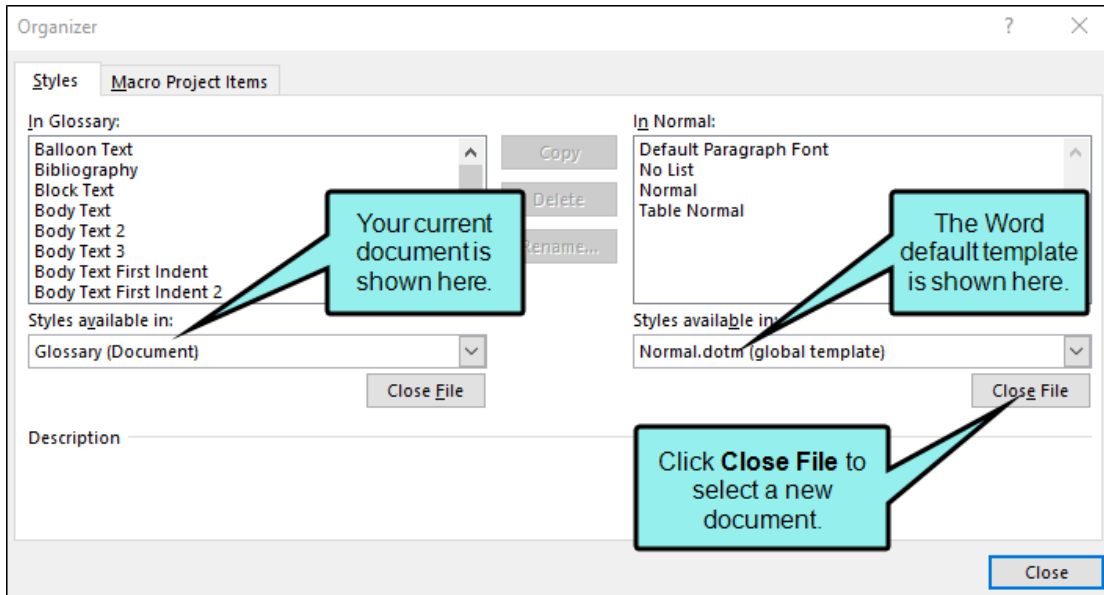 Organizer
?
Styles
Macro Project Items
In Glossary:
Balloon Text
Bibliography
Block Text
Body Text
Body Text 2
Body Text 3
Body Text First Indent
Body Text First Indent 2
Copy
Delete
Rename...
In Normal:
Default Paragraph Font
No List
Normal
Table Normal
Your current
document is
shown here.
The Word
default template
is shown here.
Styles available in:
Glossary (Document)
Close File
Styles available in:
Normal.dotm (global template)
Close File
Description
Click Close File to
select a new
document.
Close